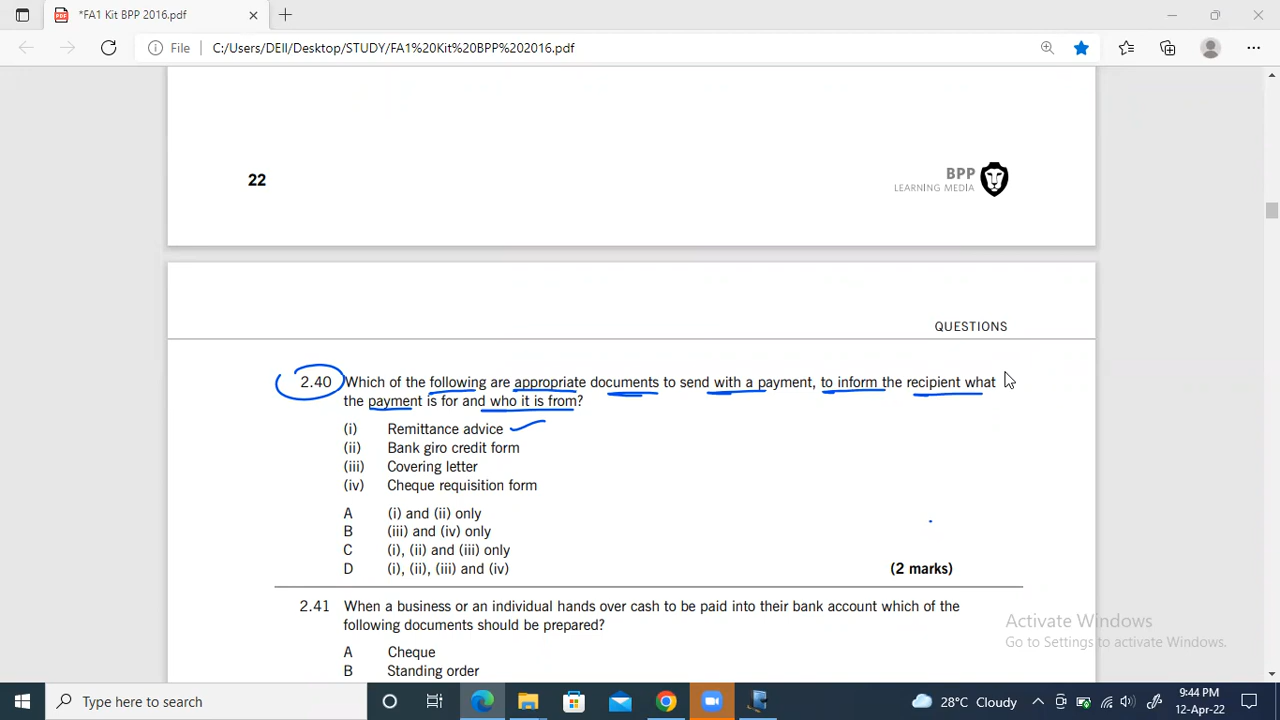 *FA1 Kit BPP 2016.pdf
File C:/Users/DEll/Desktop/STUDY/FA1%20Kit%20BPP%202016.pdf
22
BPP
LEARNING MEDIA
QUESTIONS
2.40 Which of the following are appropriate documents to send with a payment, to inform the recipient what
the payment is for and who it is from?
(i) Remittance advice
(ii) Bank giro credit form
(iii) Covering letter
(iv) Cheque requisition form
A (i) and (ii) only
B (iii) and (iv) only
C (i), (ii) and (iii) only
D (i), (ii), (iii) and (iv)
(2 marks)
2.41 When a business or an individual hands over cash to be paid into their bank account which of the
following documents should be prepared?
A Cheque
B Standing order
Activate Windows
Go to Settings to activate Windows.
Type here to search
28°C Cloudy
9:44 PM
12-Apr-22